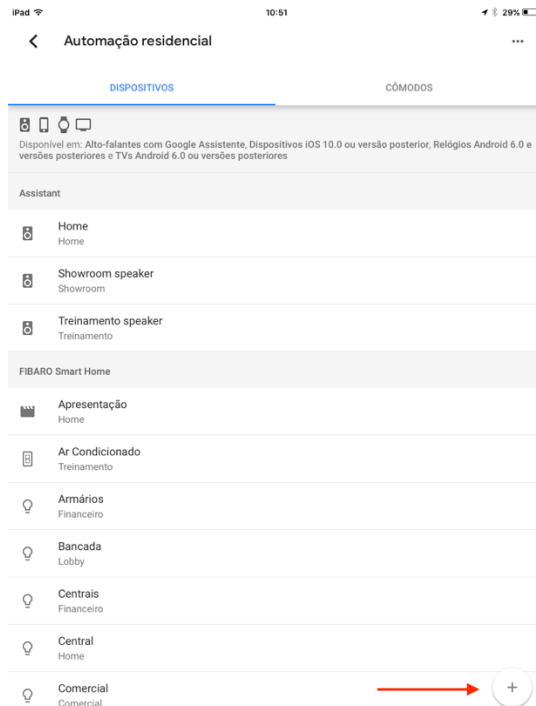 iPad 10:51 29%
Automação residencial
DISPOSITIVOS CÔMODOS
Disponível em: Alto-falantes com Google Assistente, Dispositivos iOS 10.0 ou versão posterior, Relógios Android 6.0 e
versões posteriores e TVs Android 6.0 ou versões posteriores
Assistant
Home
Home
Showroom speaker
Showroom
Treinamento speaker
Treinamento
FIBARO Smart Home
Apresentação
Home
Ar Condicionado
Treinamento
Armários
Financeiro
Bancada
Lobby
Centrais
Financeiro
Central
Home
Comercial
Comercial